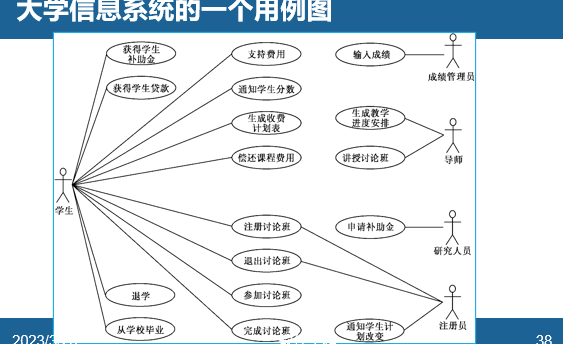 大学信息系统的一个用例图
获得学生
补助金
支持费用
输入成绩
成绩管理员
获得学生贷款
通知学生分数
生成收费
计划表
生成教学
进度安排
偿还课程费用
讲授讨论班
导师
学生
注册讨论班
申请补助金
研究人员
退出讨论班
退学
参加讨论班
注册员
从学校毕业
完成讨论班
通知学生计
划改变
38